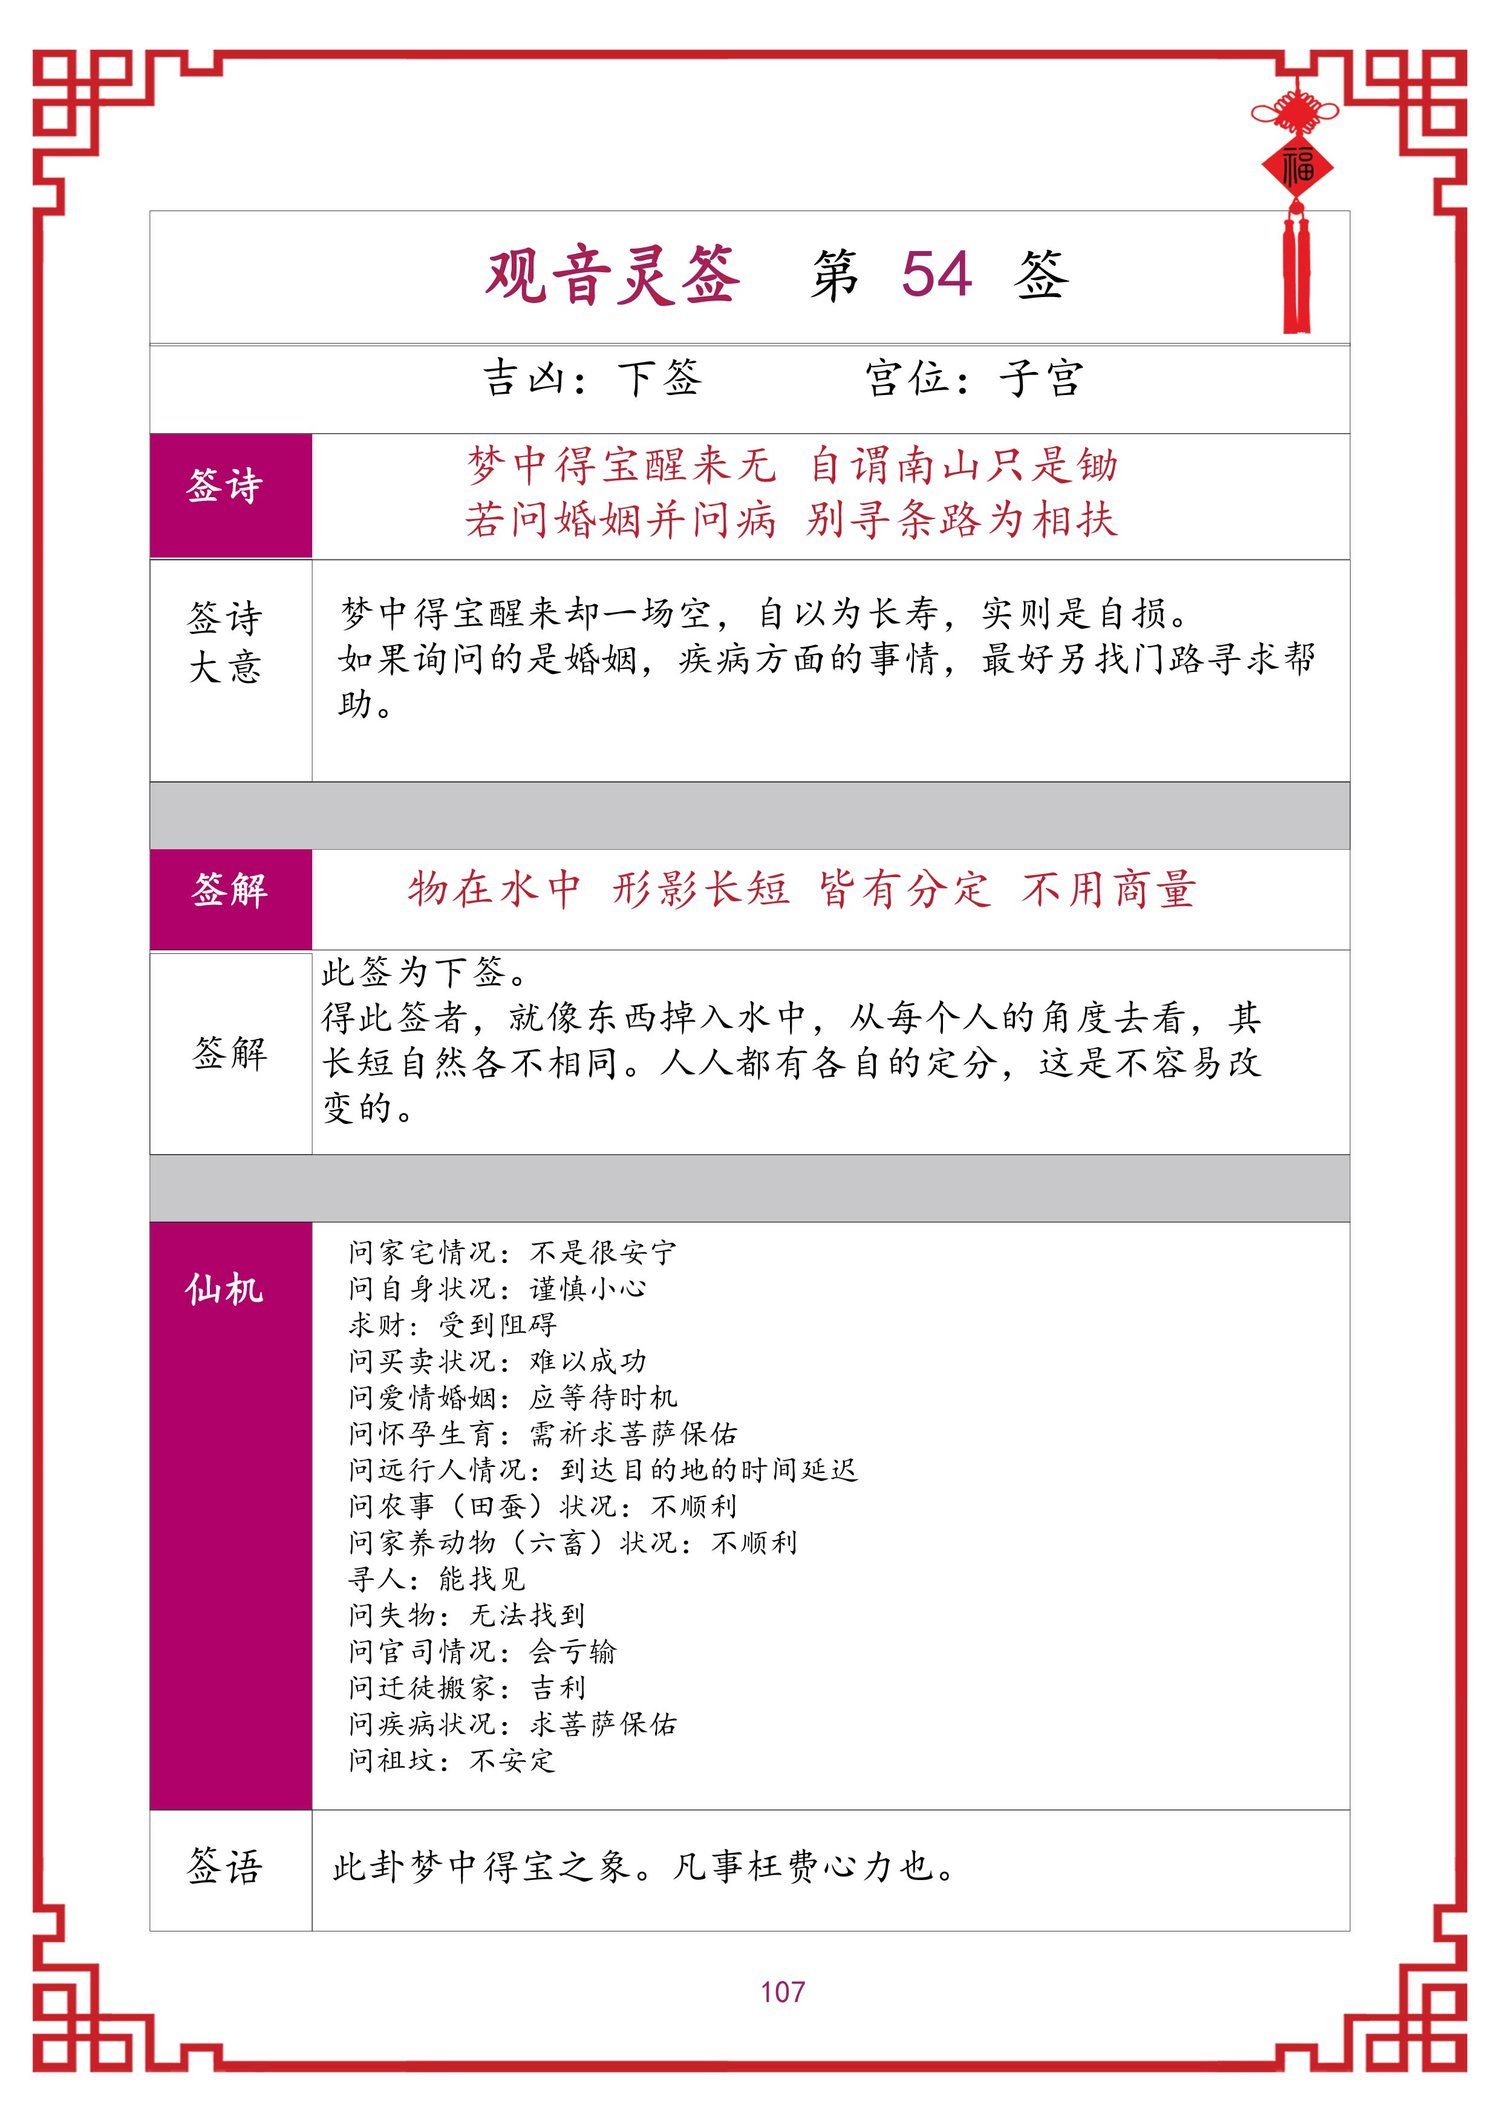 福
观音灵签 第 54 签
吉凶：下签 宫位：子宫
签诗
梦中得宝醒来无 自谓南山只是锄
若问婚姻并问病 别寻条路为相扶
签诗
大意
梦中得宝醒来却一场空，自以为长寿，实则是自损。
如果询问的是婚姻，疾病方面的事情，最好另找门路寻求帮
助。
签解
物在水中 形影长短 皆有分定 不用商量
签解
此签为下签。
得此签者，就像东西掉入水中，从每个人的角度去看，其
长短自然各不相同。人人都有各自的定分，这是不容易改
变的。
仙机
问家宅情况：不是很安宁
问自身状况：谨慎小心
求财：受到阻碍
问买卖状况：难以成功
问爱情婚姻：应等待时机
问怀孕生育：需祈求菩萨保佑
问远行人情况：到达目的地的时间延迟
问农事（田蚕）状况：不顺利
问家养动物（六畜）状况：不顺利
寻人：能找见
问失物：无法找到
问官司情况：会亏输
问迁徒搬家：吉利
问疾病状况：求菩萨保佑
问祖坟：不安定
签语
此卦梦中得宝之象。凡事枉费心力也。
107